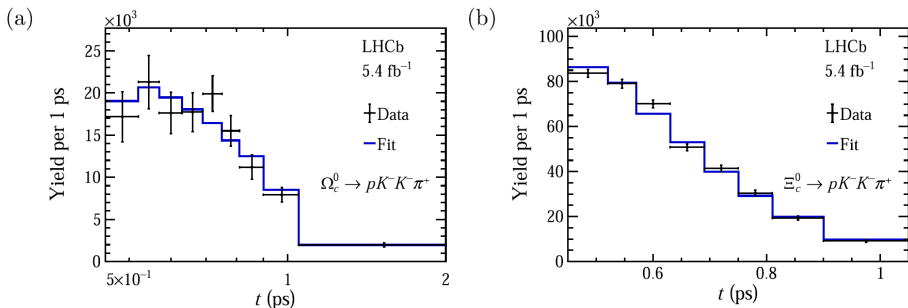 (a)
×10³
Yield per 1 ps
25
20
15
10
5
0
LHCb
5.4 fb⁻¹
Data
Fit
Ω_c⁰ → pK⁻K⁻π⁺
5×10⁻¹
1
2
t (ps)
(b)
×10³
Yield per 1 ps
100
80
60
40
20
0
LHCb
5.4 fb⁻¹
Data
Fit
Ξ_c⁰ → pK⁻K⁻π⁺
0.6
0.8
1
t (ps)